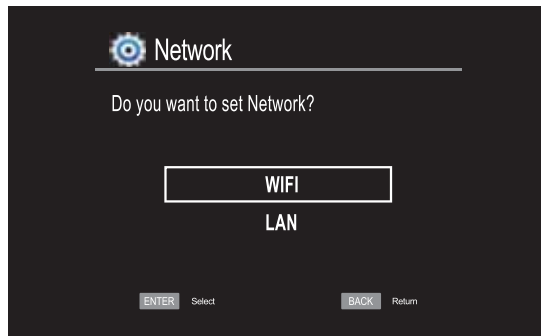 Network
Do you want to set Network?
WIFI
LAN
ENTER Select BACK Return